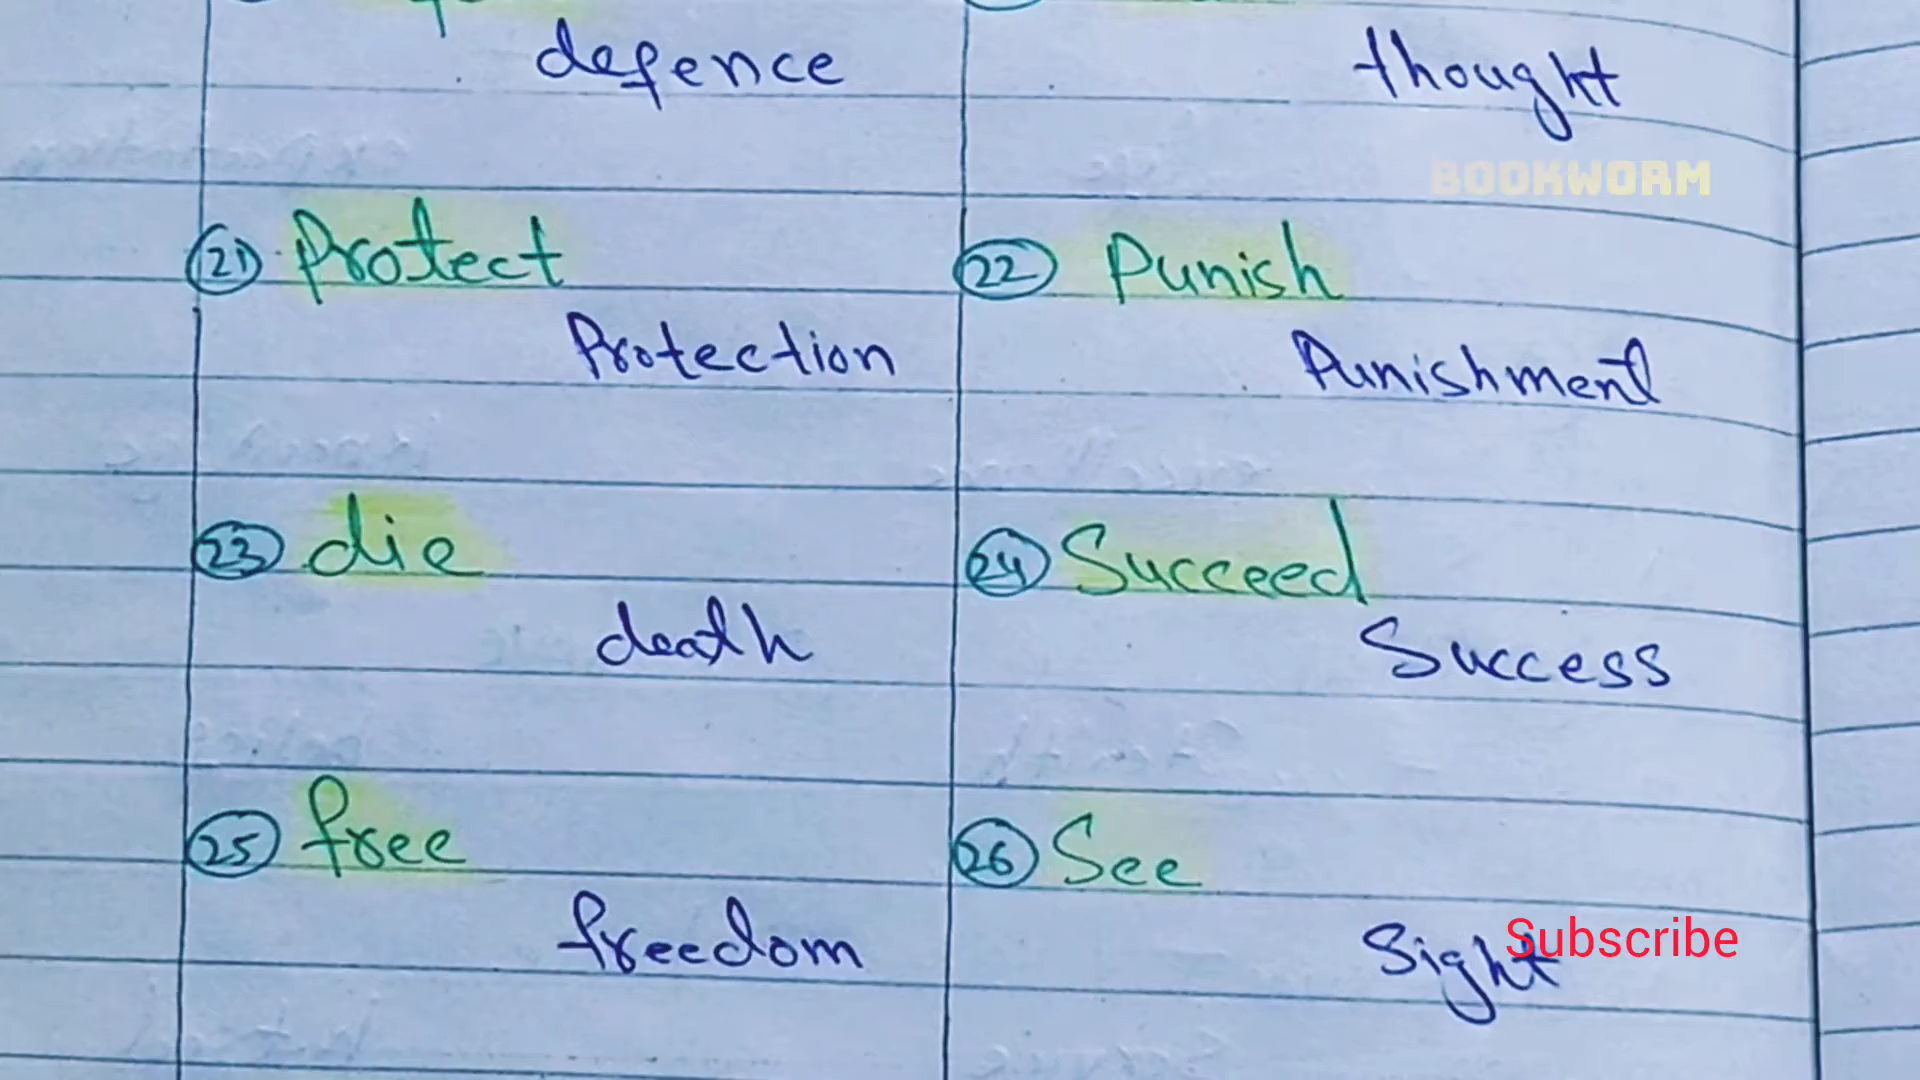 defence thought
BOOKWORM
21 Protect 22 Punish
Protection Punishment
23 die 24 Succeed
death Success
25 free 26 See
freedom Sight
Subscribe